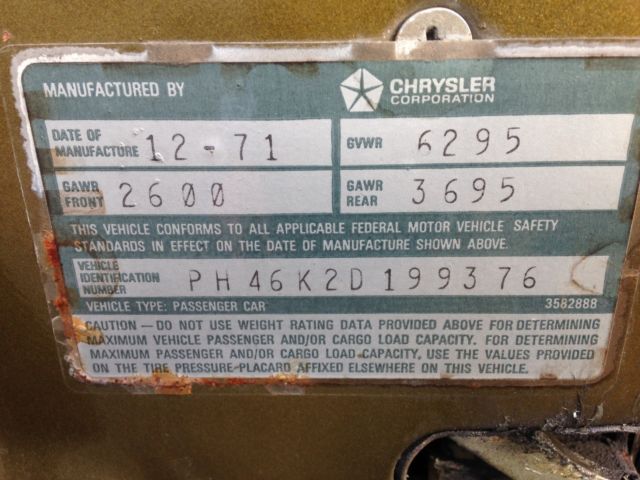 MANUFACTURED BY CHRYSLER CORPORATION
DATE OF MANUFACTURE 12-71 GVWR 6295
GAWR FRONT 2600 GAWR REAR 3695
THIS VEHICLE CONFORMS TO ALL APPLICABLE FEDERAL MOTOR VEHICLE SAFETY
STANDARDS IN EFFECT ON THE DATE OF MANUFACTURE SHOWN ABOVE.
VEHICLE IDENTIFICATION NUMBER PH46K2D199376
VEHICLE TYPE: PASSENGER CAR 3582888
CAUTION — DO NOT USE WEIGHT RATING DATA PROVIDED ABOVE FOR DETERMINING
MAXIMUM VEHICLE PASSENGER AND/OR CARGO LOAD CAPACITY. FOR DETERMINING
MAXIMUM PASSENGER AND/OR CARGO LOAD CAPACITY, USE THE VALUES PROVIDED
ON THE TIRE PRESSURE PLACARD AFFIXED ELSEWHERE ON THIS VEHICLE.